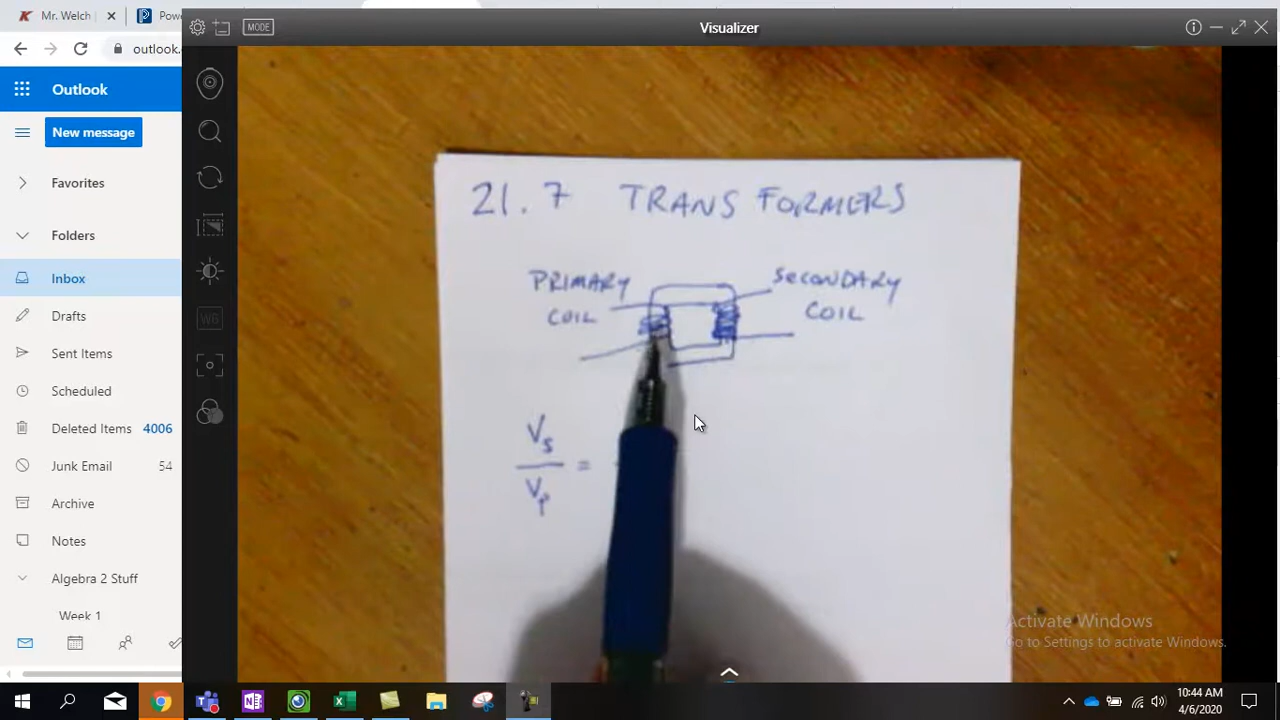 Mr. Welch
Pow
Visualizer
MODE
outlook.
Outlook
New message
Favorites
Folders
Inbox
Drafts
Sent Items
Scheduled
Deleted Items 4006
Junk Email 54
Archive
Notes
Algebra 2 Stuff
Week 1
21.7 TRANSFORMERS
PRIMARY COIL
SECONDARY COIL
Vs
=
Vp
Activate Windows
Go to Settings to activate Windows.
10:44 AM
4/6/2020